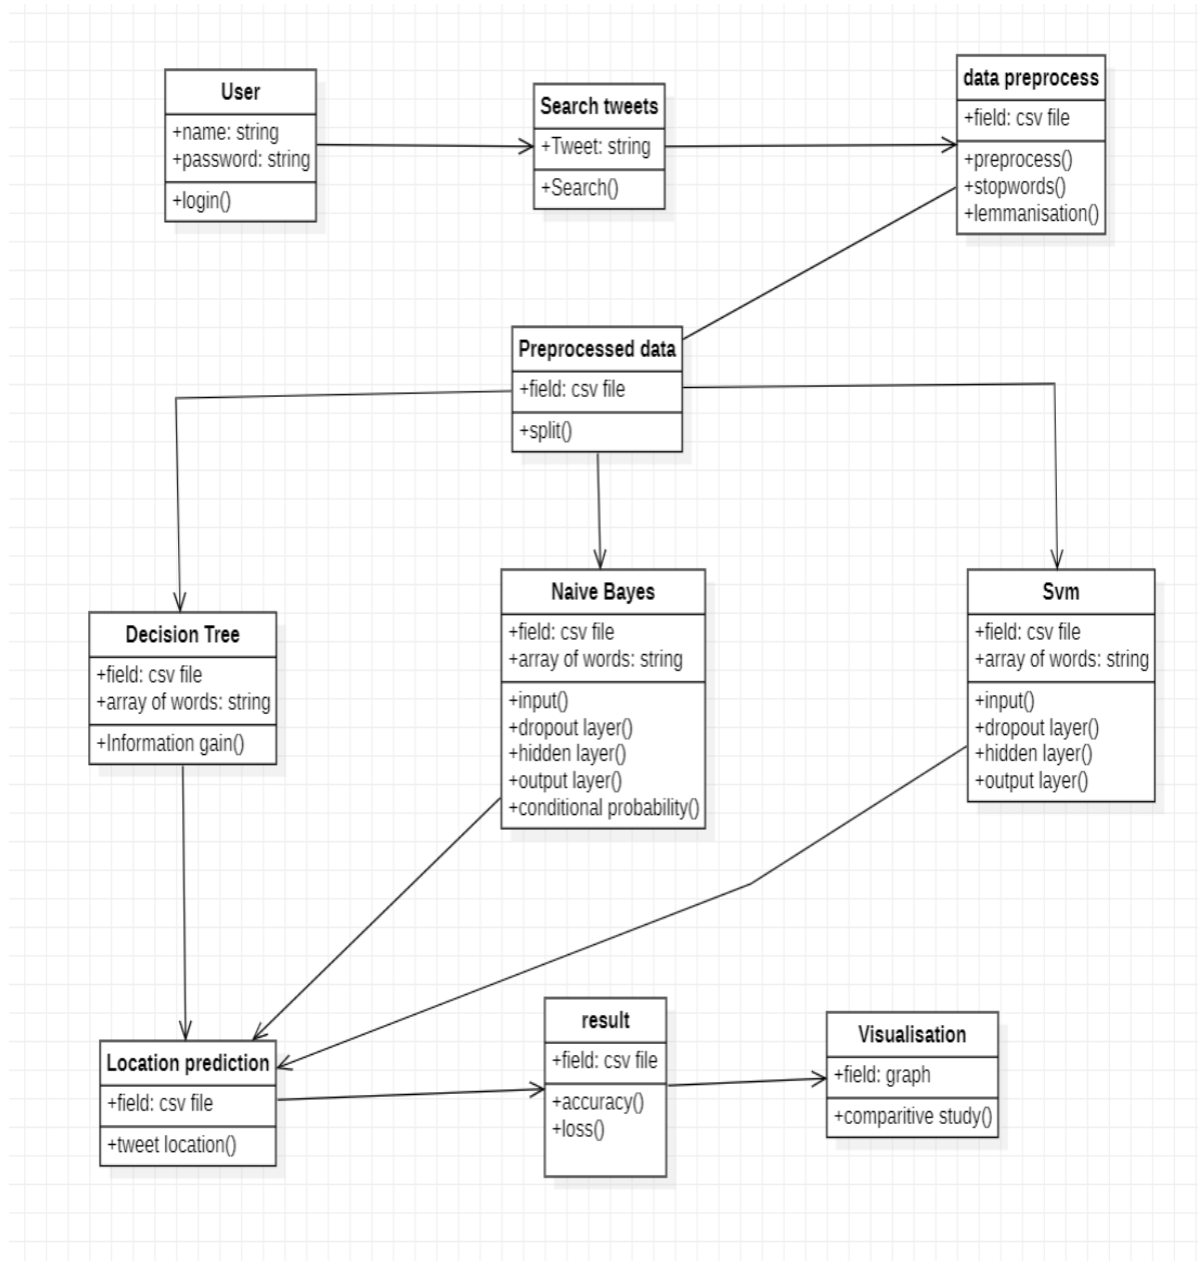 User
+name: string
+password: string
+login()
Search tweets
+Tweet: string
+Search()
data preprocess
+field: csv file
+preprocess()
+stopwords()
+lemmanisation()
Preprocessed data
+field: csv file
+split()
Decision Tree
+field: csv file
+array of words: string
+Information gain()
Naive Bayes
+field: csv file
+array of words: string
+input()
+dropout layer()
+hidden layer()
+output layer()
+conditional probability()
Svm
+field: csv file
+array of words: string
+input()
+dropout layer()
+hidden layer()
+output layer()
Location prediction
+field: csv file
+tweet location()
result
+field: csv file
+accuracy()
+loss()
Visualisation
+field: graph
+comparitive study()